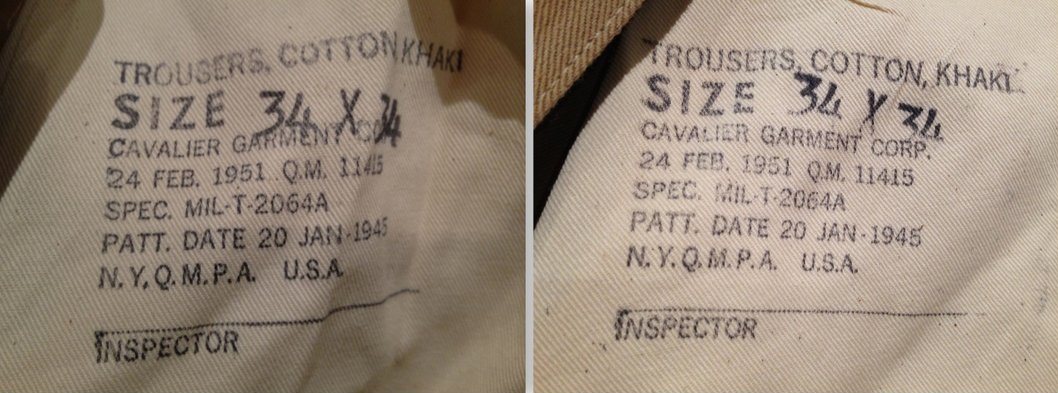 TROUSERS, COTTON KHAKI
SIZE 34 X 34
CAVALIER GARMENT CO
24 FEB. 1951 Q.M. 11415
SPEC. MIL-T-2064A
PATT. DATE 20 JAN-1945
N.Y.Q.M.P.A. U.S.A.
INSPECTOR
TROUSERS, COTTON, KHAKI.
SIZE 34 X 34
CAVALIER GARMENT CORP.
24 FEB. 1951 Q.M. 11415
SPEC. MIL-T-2064A
PATT. DATE 20 JAN-1945
N.Y.Q.M.P.A. U.S.A.
INSPECTOR